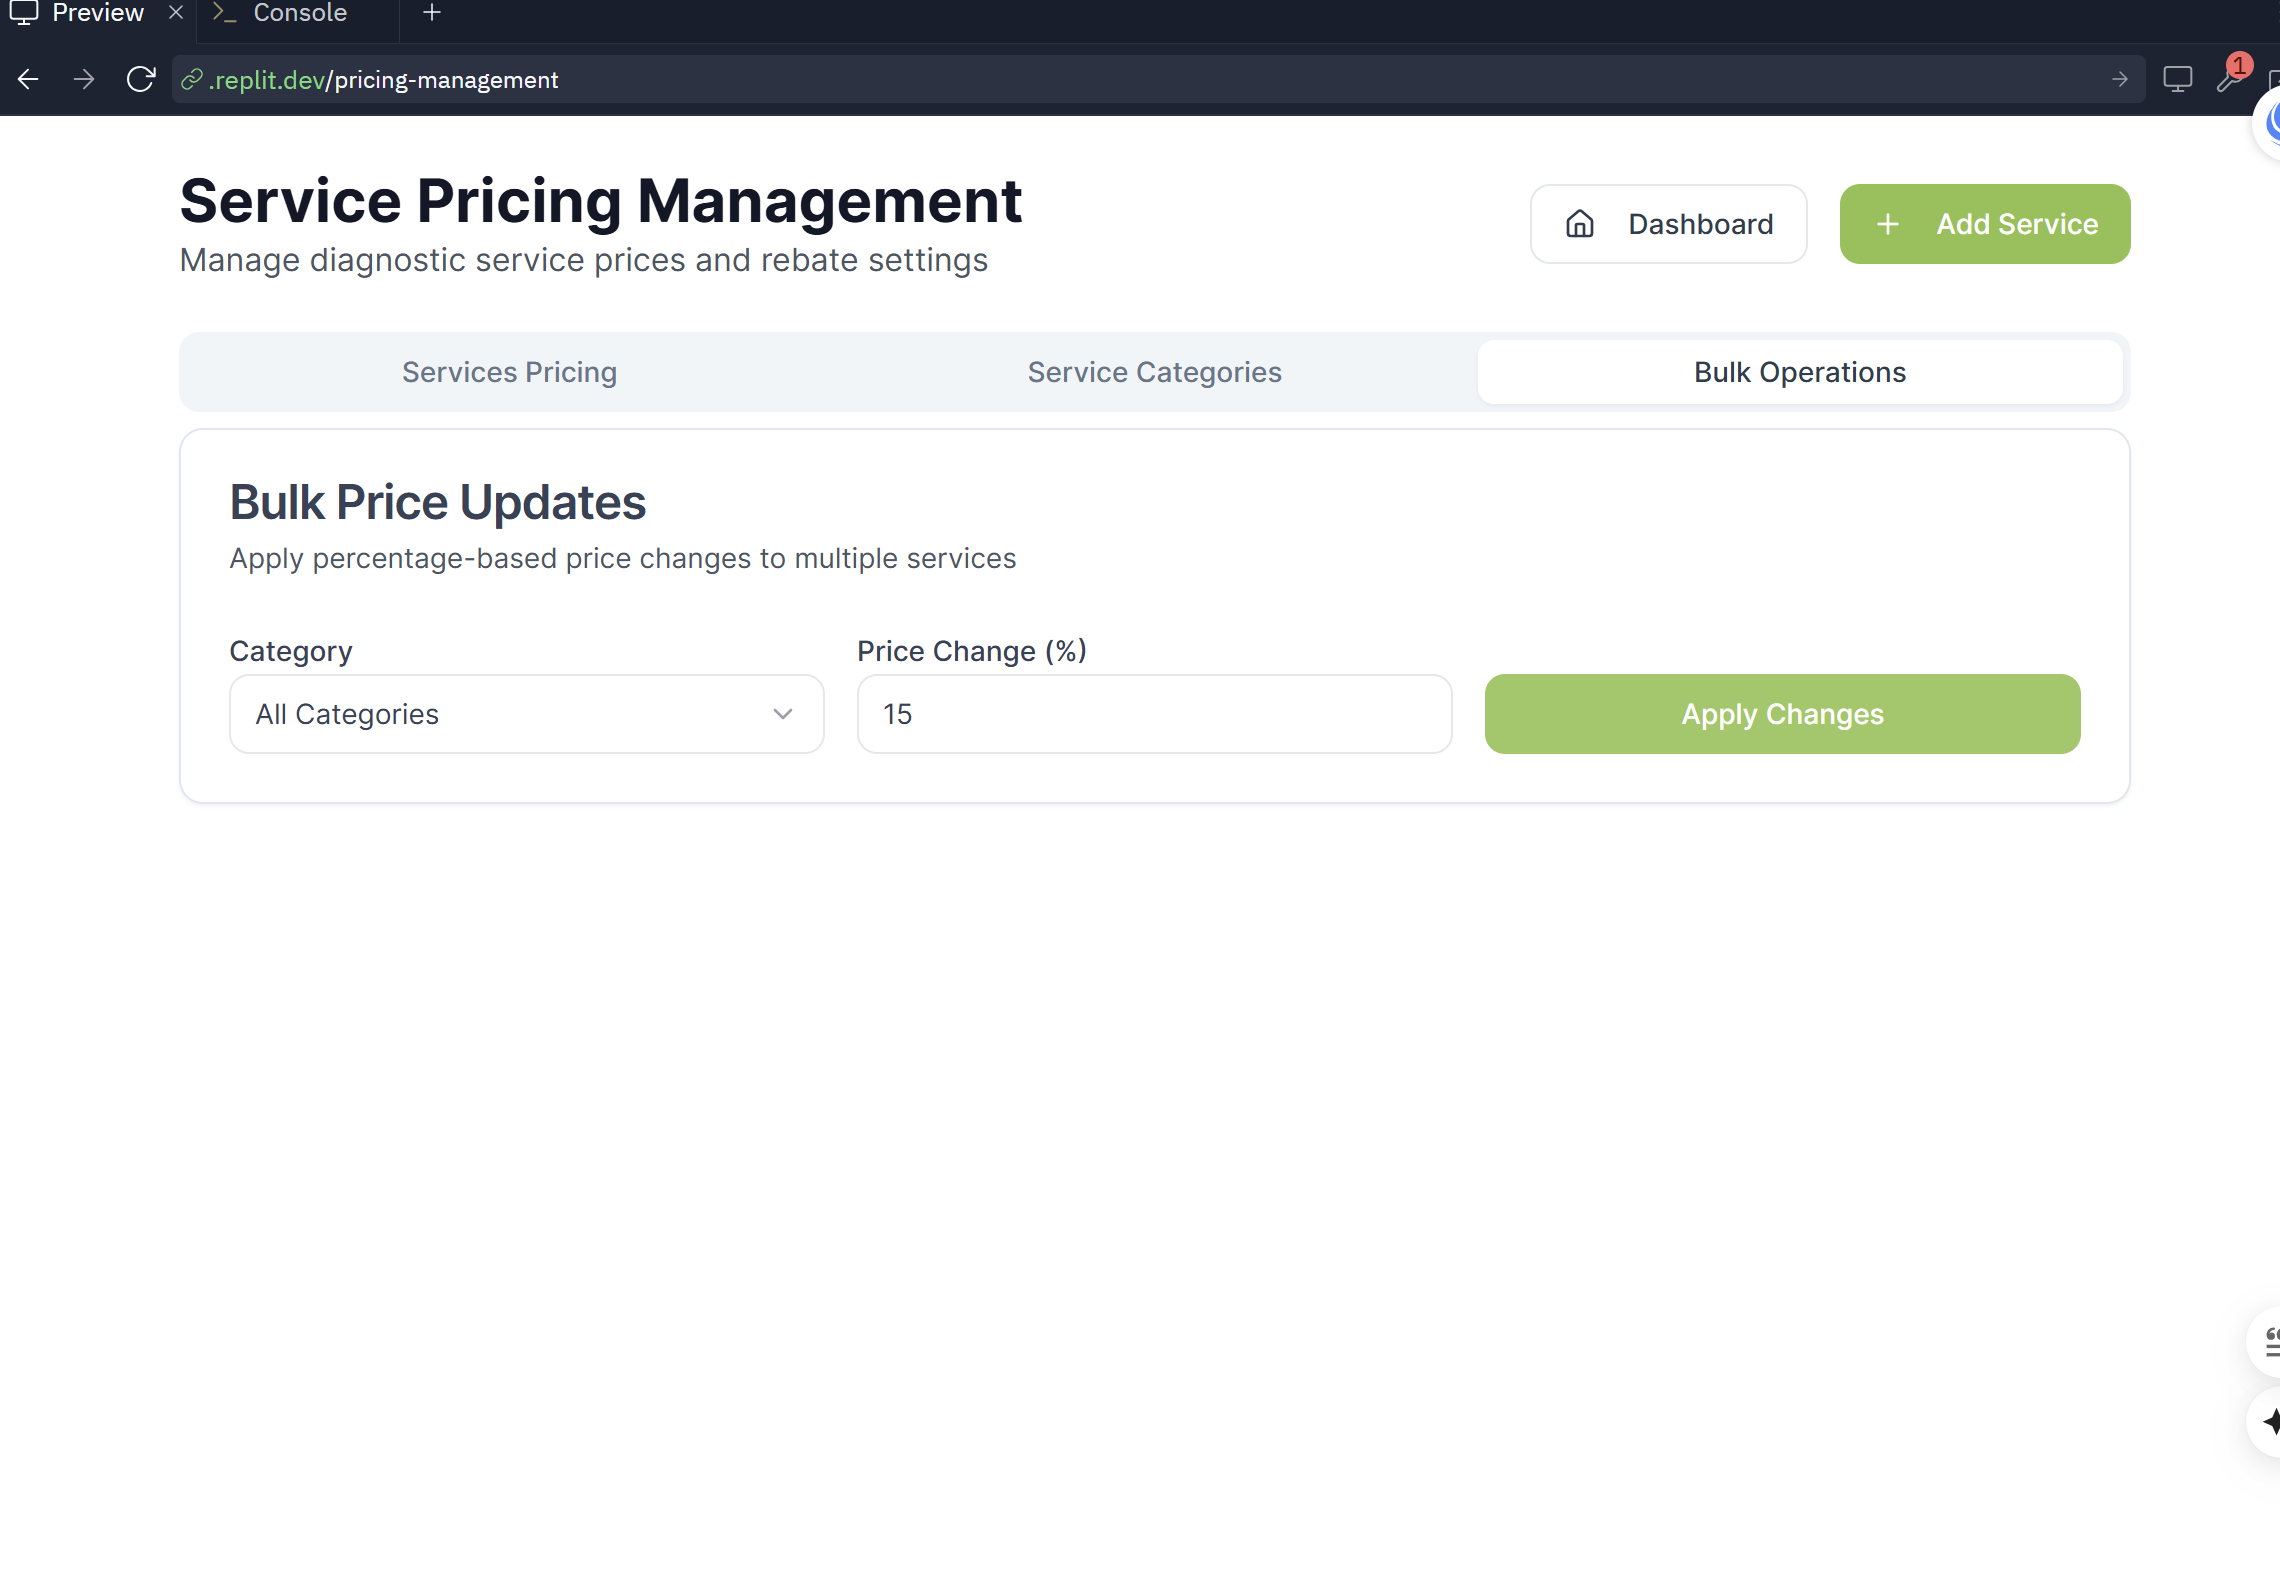 Preview
Console
.replit.dev/pricing-management
1
Service Pricing Management
Manage diagnostic service prices and rebate settings
Dashboard
Add Service
Services Pricing
Service Categories
Bulk Operations
Bulk Price Updates
Apply percentage-based price changes to multiple services
Category
Price Change (%)
All Categories
15
Apply Changes